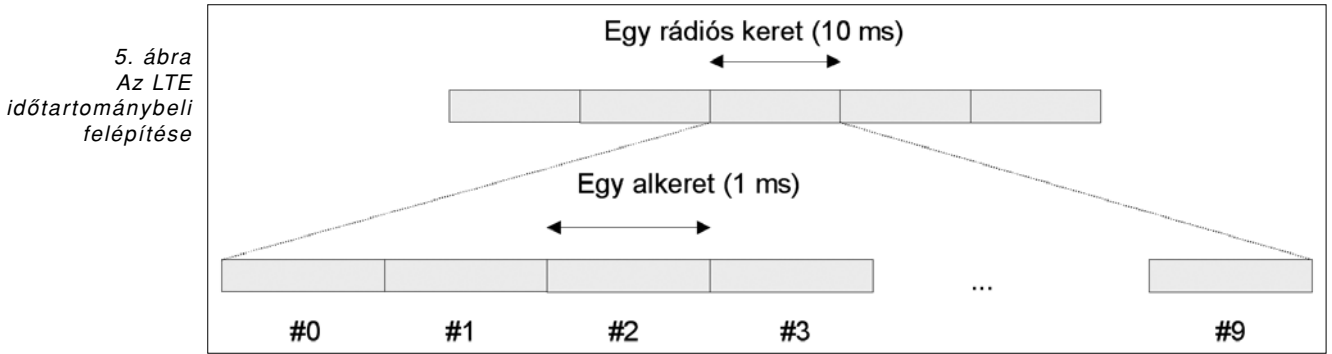 5. ábra
Az LTE
időtartománybeli
felépítése
Egy rádiós keret (10 ms)
Egy alkeret (1 ms)
...
#0 #1 #2 #3 #9